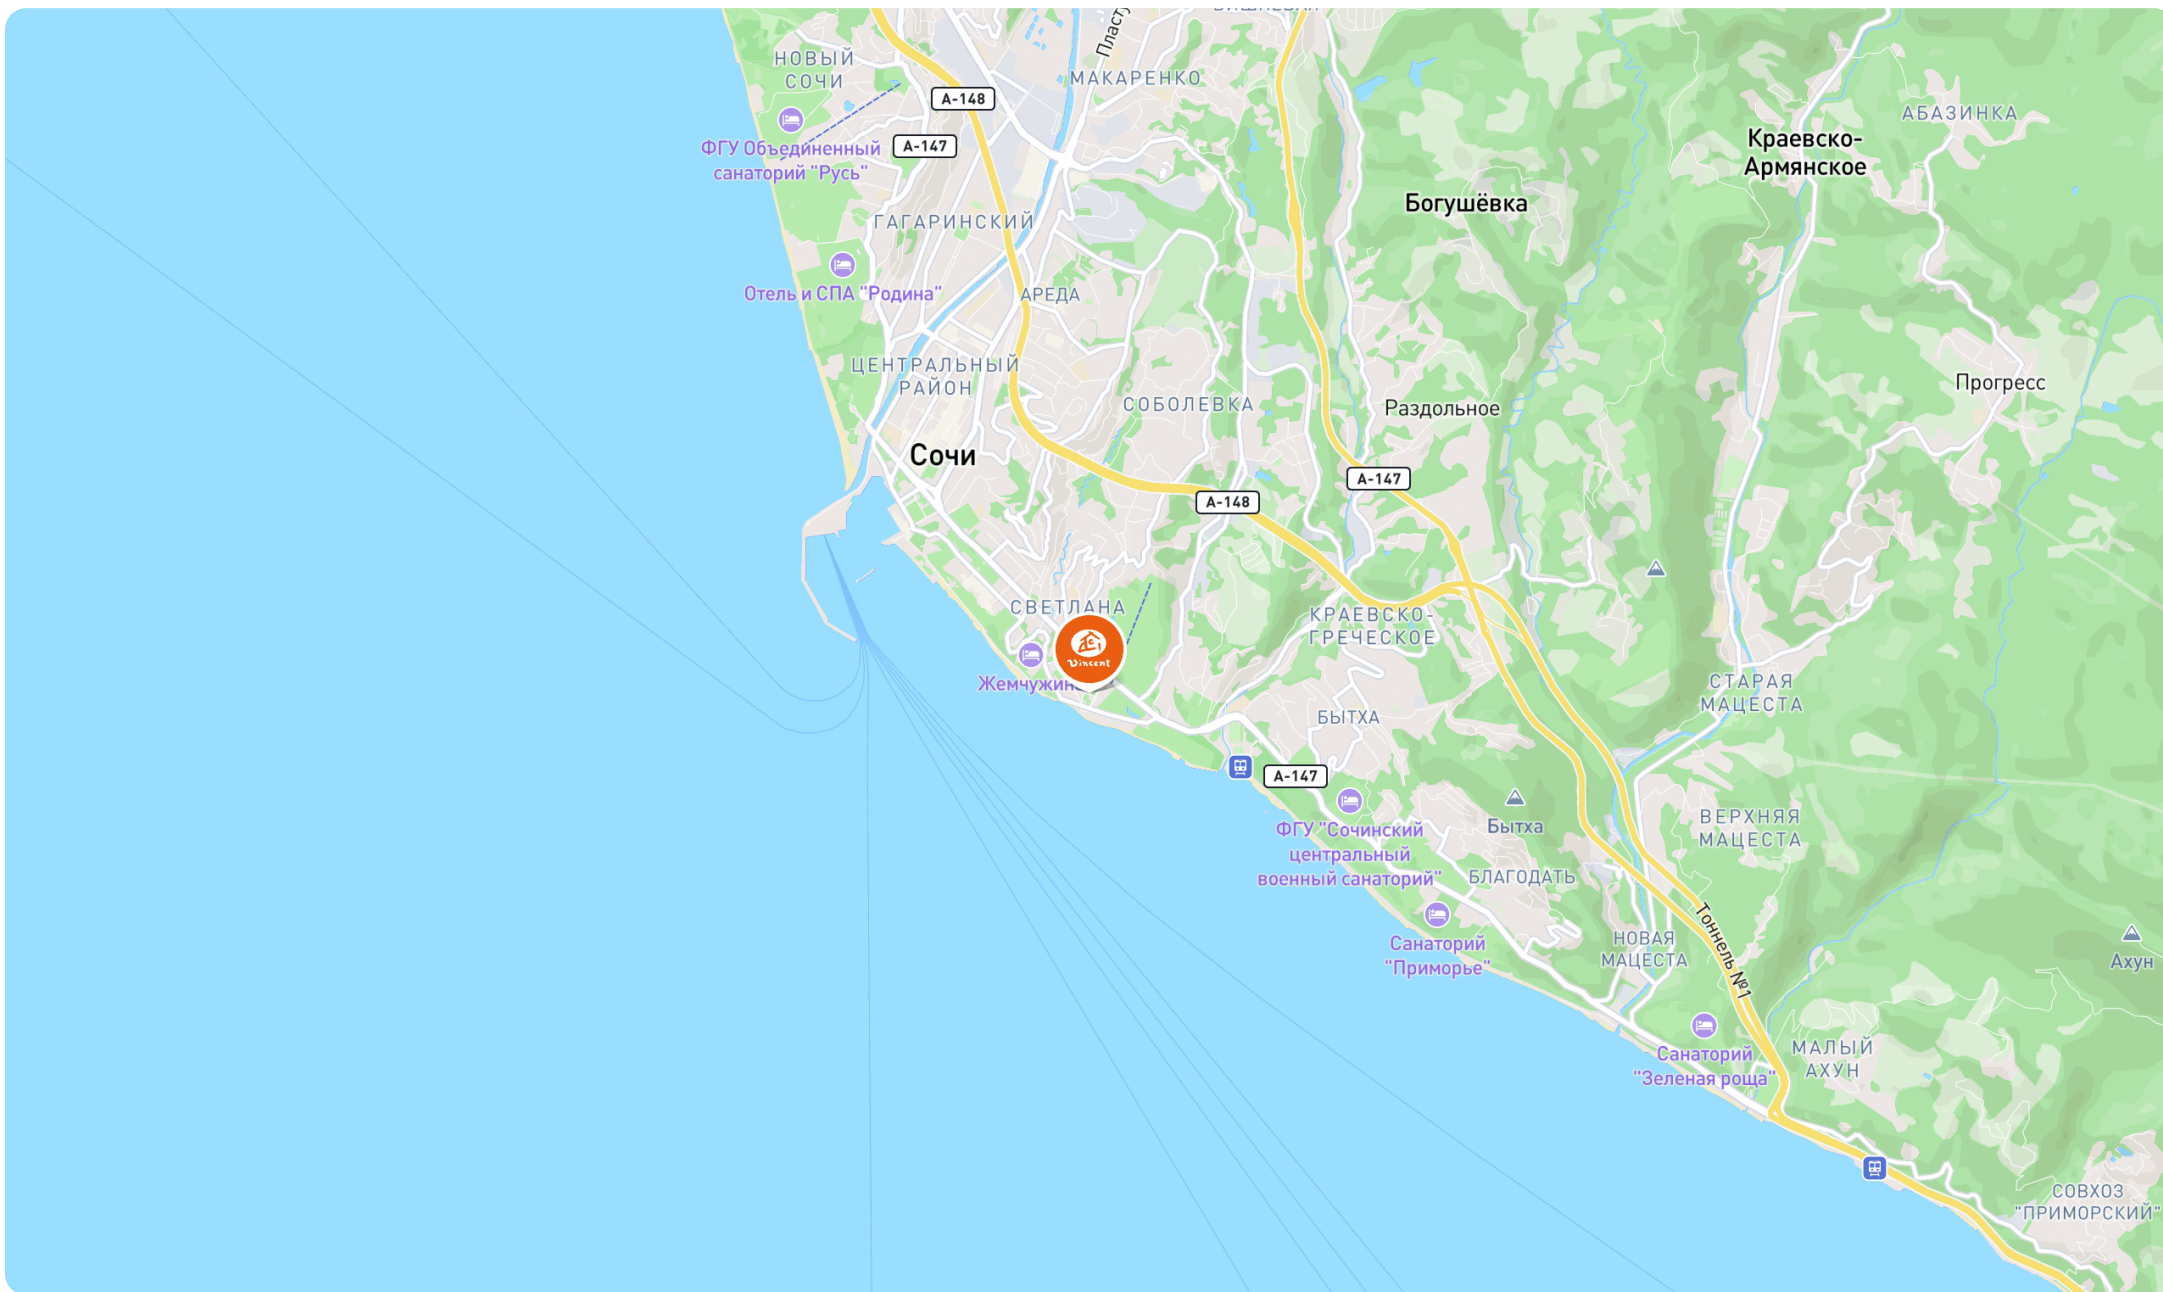 ВИШНЁВАЯ
НОВЫЙ
СОЧИ
МАКАРЕНКО
А-148
А-147
ФГУ Объединенный
санаторий "Русь"
АБАЗИНКА
Краевско-
Армянское
Богушёвка
ГАГАРИНСКИЙ
Отель и СПА "Родина"
АРЕДА
ЦЕНТРАЛЬНЫЙ
РАЙОН
СОБОЛЕВКА
Раздольное
Прогресс
Сочи
А-147
А-148
СВЕТЛАНА
КРАЕВСКО-
ГРЕЧЕСКОЕ
Vincent
Жемчужина
СТАРАЯ
МАЦЕСТА
БЫТХА
А-147
ФГУ "Сочинский
центральный
военный санаторий"
Бытха
ВЕРХНЯЯ
МАЦЕСТА
БЛАГОДАТЬ
Санаторий
"Приморье"
НОВАЯ
МАЦЕСТА
Тоннель №1
Ахун
Санаторий
"Зеленая роща"
МАЛЫЙ
АХУН
СОВХОЗ
"ПРИМОРСКИЙ"